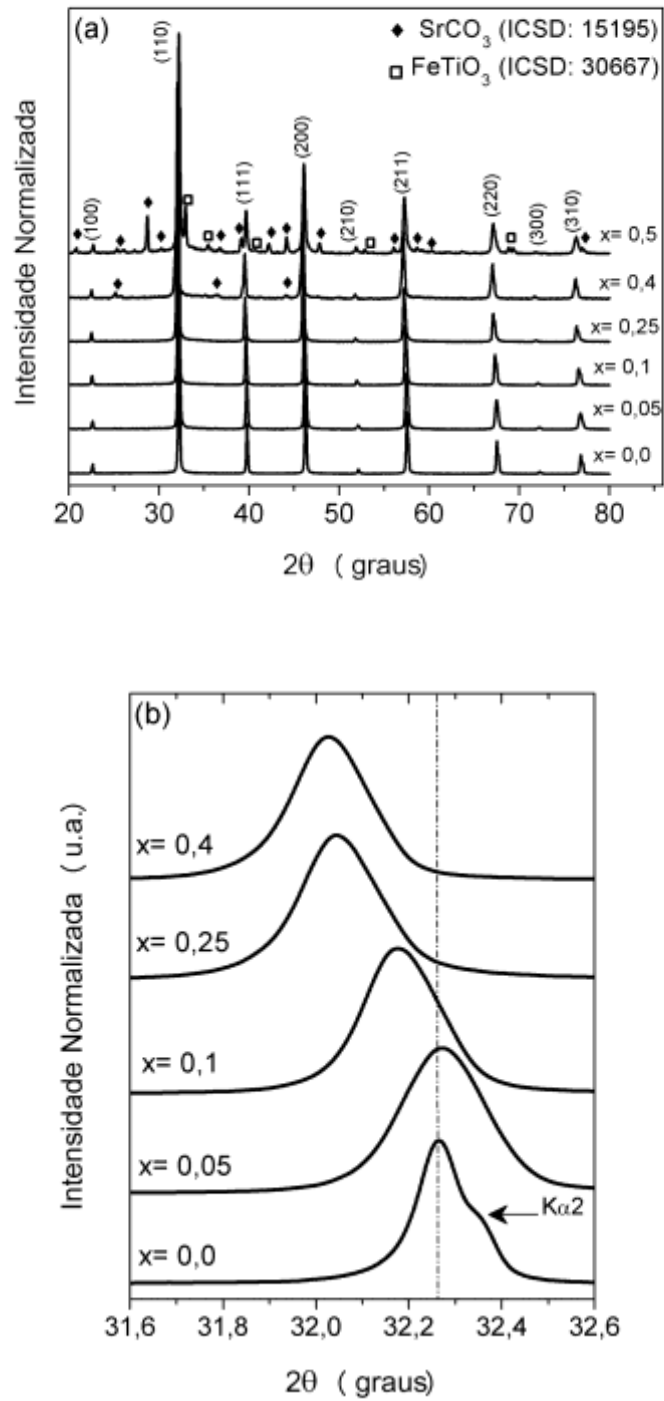 (a)
◆ SrCO3 (ICSD: 15195)
□ FeTiO3 (ICSD: 30667)
Intensidade Normalizada
(100)
(110)
(111)
(200)
(210)
(211)
(220)
(300)
(310)
x= 0,5
x= 0,4
x= 0,25
x= 0,1
x= 0,05
x= 0,0
20 30 40 50 60 70 80
2θ ( graus)
(b)
Intensidade Normalizada ( u.a.)
x= 0,4
x= 0,25
x= 0,1
x= 0,05
Kα2
x= 0,0
31,6 31,8 32,0 32,2 32,4 32,6
2θ ( graus)